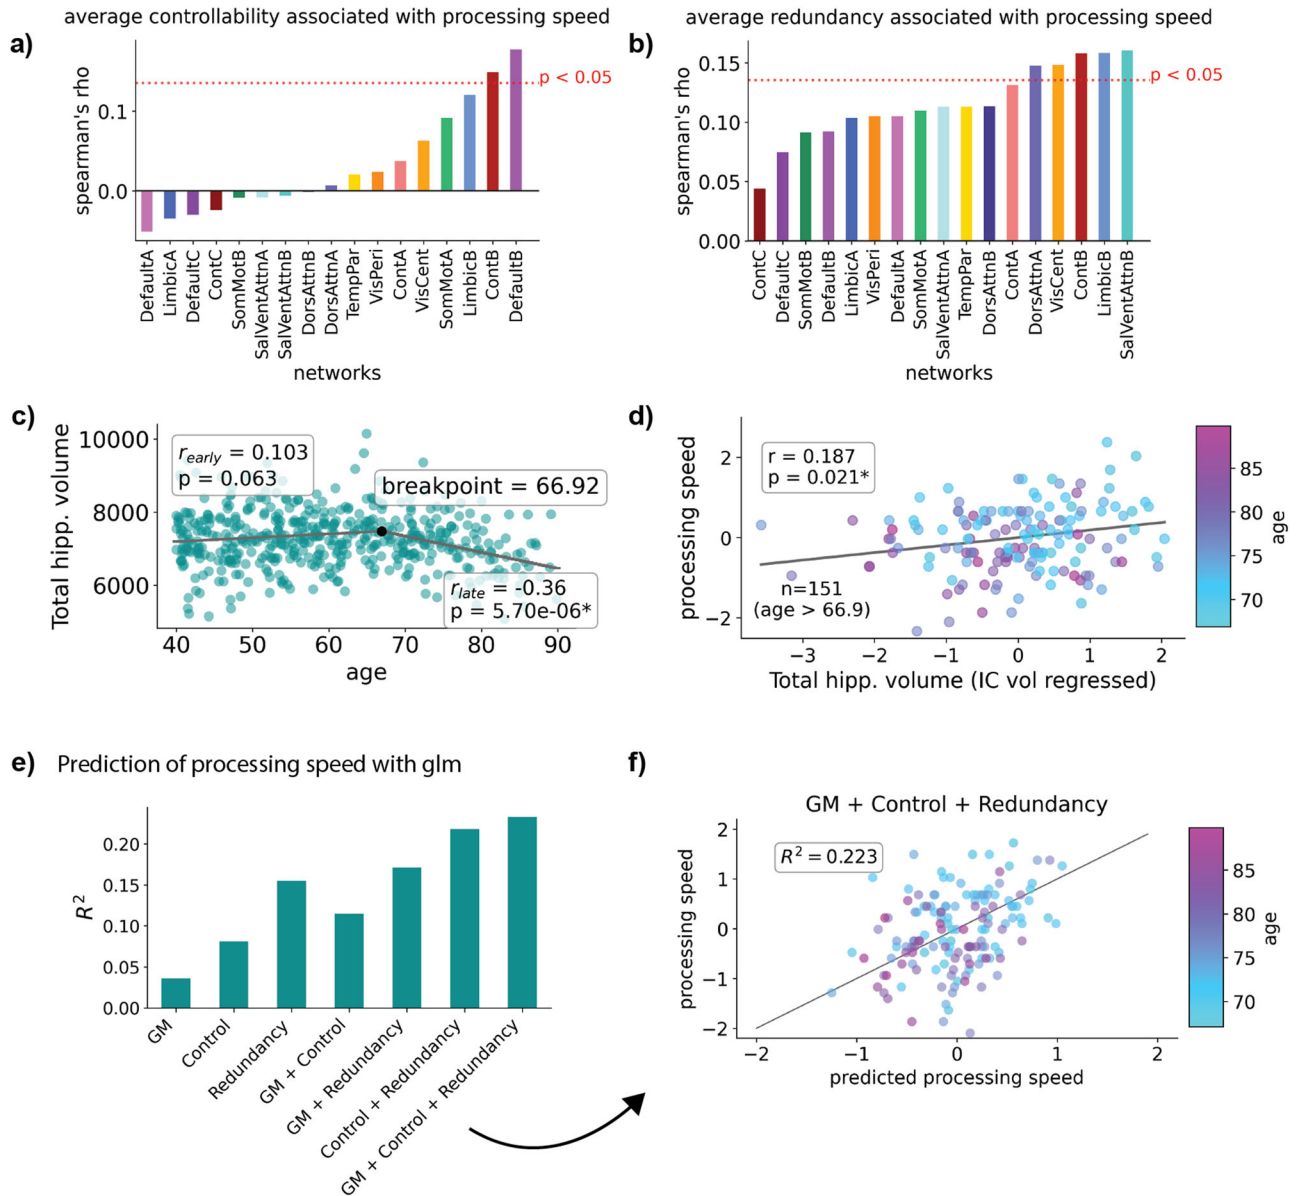 average controllability associated with processing speed
a)
spearman's rho
0.1
0.0
p < 0.05
DefaultA
LimbicA
DefaultC
ContC
SomMotB
SalVentAttnA
SalVentAttnB
DorsAttnB
DorsAttnA
TempPar
VisPeri
ContA
VisCent
SomMotA
LimbicB
ContB
DefaultB
networks
average redundancy associated with processing speed
b)
spearman's rho
0.15
0.10
0.05
0.00
p < 0.05
ContC
DefaultC
SomMotB
DefaultB
LimbicA
VisPeri
DefaultA
SomMotA
SalVentAttnA
TempPar
DorsAttnB
ContA
DorsAttnA
VisCent
ContB
LimbicB
SalVentAttnB
networks
c)
Total hipp. volume
10000
8000
6000
r_early = 0.103
p = 0.063
breakpoint = 66.92
r_late = -0.36
p = 5.70e-06*
40 50 60 70 80 90
age
d)
processing speed
2
0
−2
r = 0.187
p = 0.021*
n=151
(age > 66.9)
−3 −2 −1 0 1 2
Total hipp. volume (IC vol regressed)
85
80
75
70
age
e) Prediction of processing speed with glm
R²
0.20
0.15
0.10
0.05
0.00
GM
Control
Redundancy
GM + Control
GM + Redundancy
Control + Redundancy
GM + Control + Redundancy
f)
GM + Control + Redundancy
processing speed
2
1
0
−1
−2
R² = 0.223
−2 −1 0 1 2
predicted processing speed
85
80
75
70
age